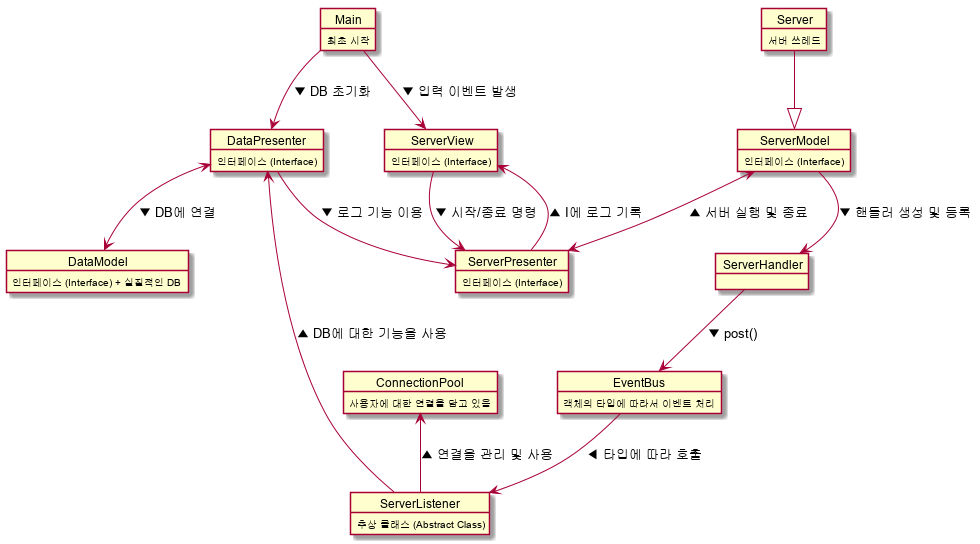 Main
최초 시작
Server
서버 쓰레드
▼ DB 초기화
▼ 입력 이벤트 발생
DataPresenter
인터페이스 (Interface)
ServerView
인터페이스 (Interface)
ServerModel
인터페이스 (Interface)
▼ DB에 연결
▼ 로그 기능 이용
▼ 시작/종료 명령
▲ I에 로그 기록
▲ 서버 실행 및 종료
▼ 핸들러 생성 및 등록
DataModel
인터페이스 (Interface) + 실질적인 DB
ServerPresenter
인터페이스 (Interface)
ServerHandler
▲ DB에 대한 기능을 사용
▼ post()
ConnectionPool
사용자에 대한 연결을 담고 있음
EventBus
객체의 타입에 따라서 이벤트 처리
▲ 연결을 관리 및 사용
◀ 타입에 따라 호출
ServerListener
추상 클래스 (Abstract Class)